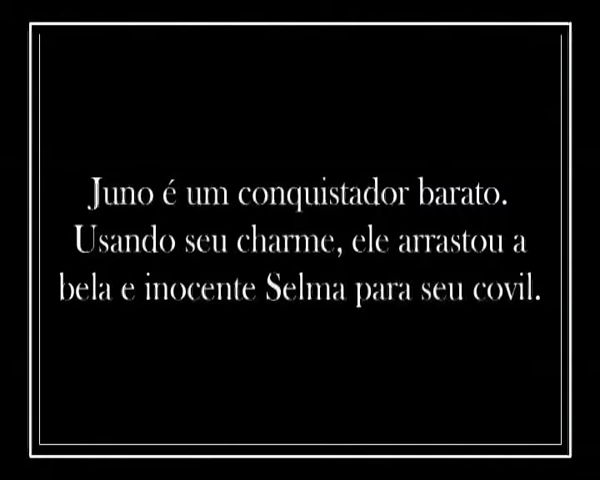 Juno é um conquistador barato.
Usando seu charme, ele arrastou a
bela e inocente Selma para seu covil.